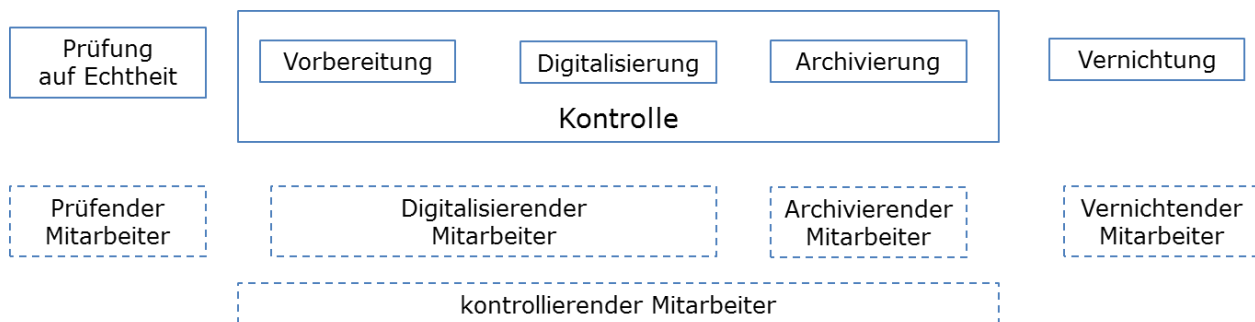 Prüfung
auf Echtheit
Vorbereitung
Digitalisierung
Archivierung
Vernichtung
Kontrolle
Prüfender
Mitarbeiter
Digitalisierender
Mitarbeiter
Archivierender
Mitarbeiter
Vernichtender
Mitarbeiter
kontrollierender Mitarbeiter